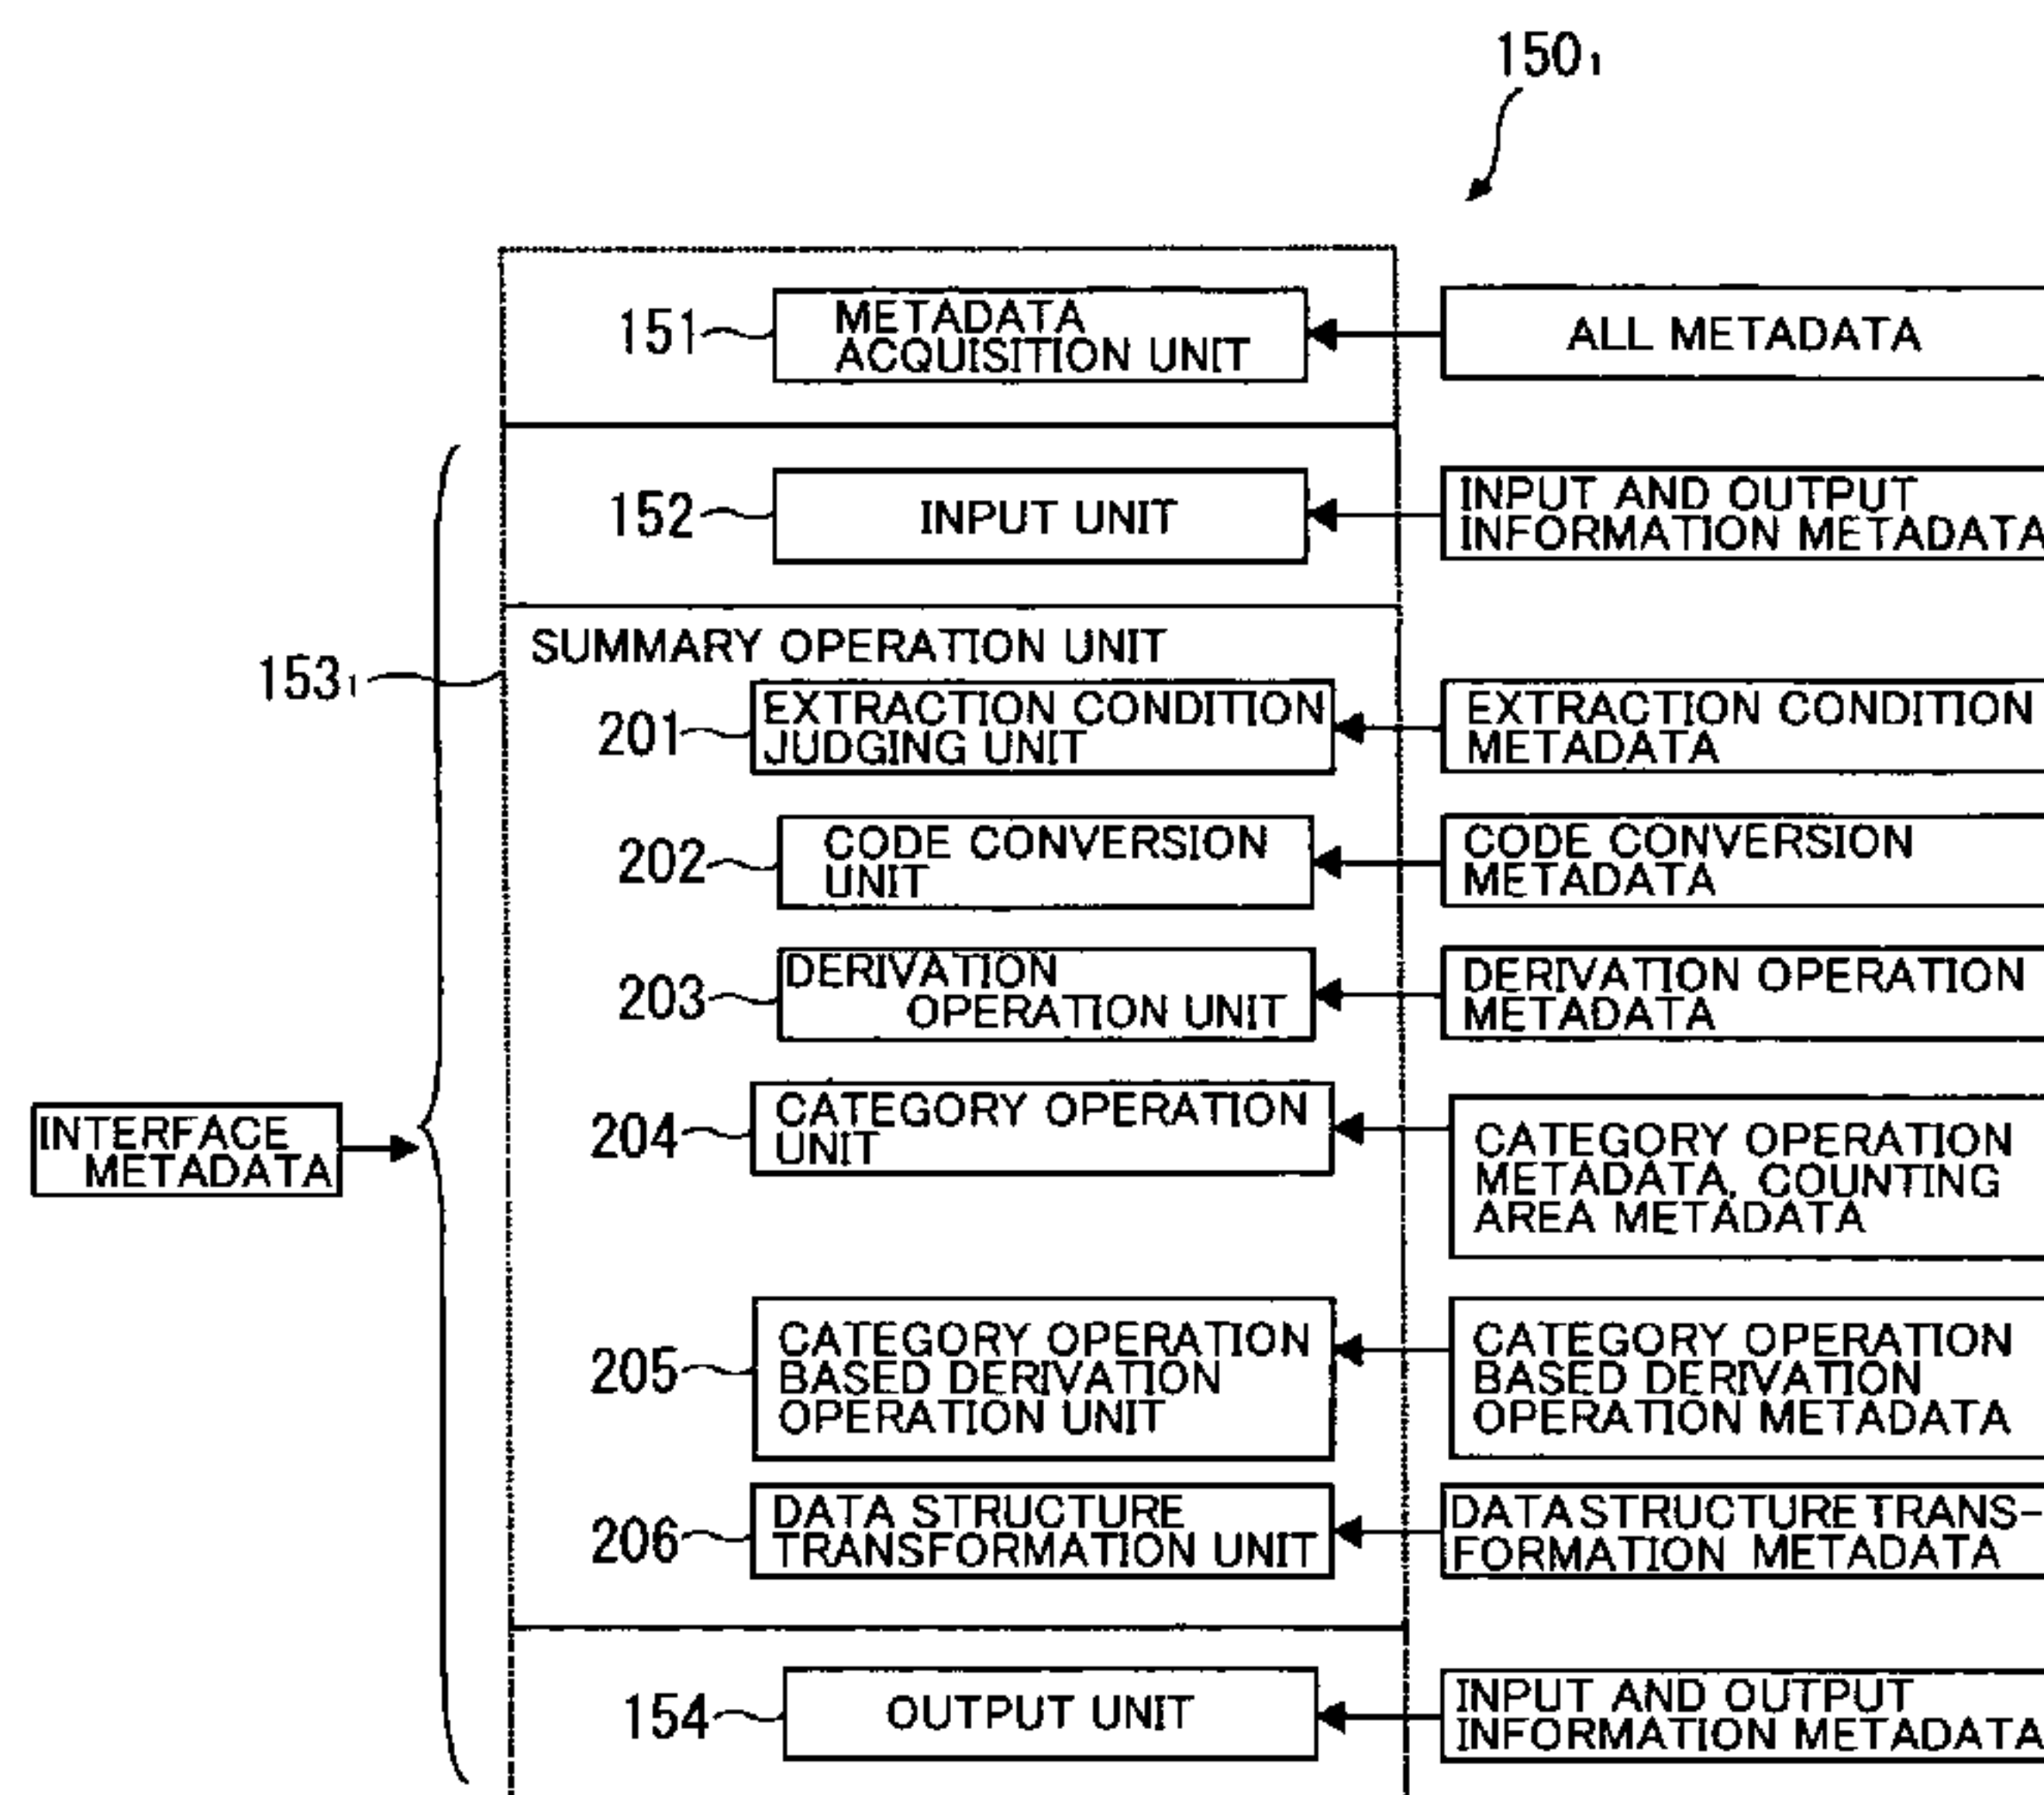 150₁
151
METADATA
ACQUISITION UNIT
ALL METADATA
152
INPUT UNIT
INPUT AND OUTPUT
INFORMATION METADATA
153₁
SUMMARY OPERATION UNIT
201
EXTRACTION CONDITION
JUDGING UNIT
EXTRACTION CONDITION
METADATA
202
CODE CONVERSION
UNIT
CODE CONVERSION
METADATA
203
DERIVATION
OPERATION UNIT
DERIVATION OPERATION
METADATA
INTERFACE
METADATA
204
CATEGORY OPERATION
UNIT
CATEGORY OPERATION
METADATA, COUNTING
AREA METADATA
205
CATEGORY OPERATION
BASED DERIVATION
OPERATION UNIT
CATEGORY OPERATION
BASED DERIVATION
OPERATION METADATA
206
DATA STRUCTURE
TRANSFORMATION UNIT
DATA STRUCTURE TRANS-
FORMATION METADATA
154
OUTPUT UNIT
INPUT AND OUTPUT
INFORMATION METADATA